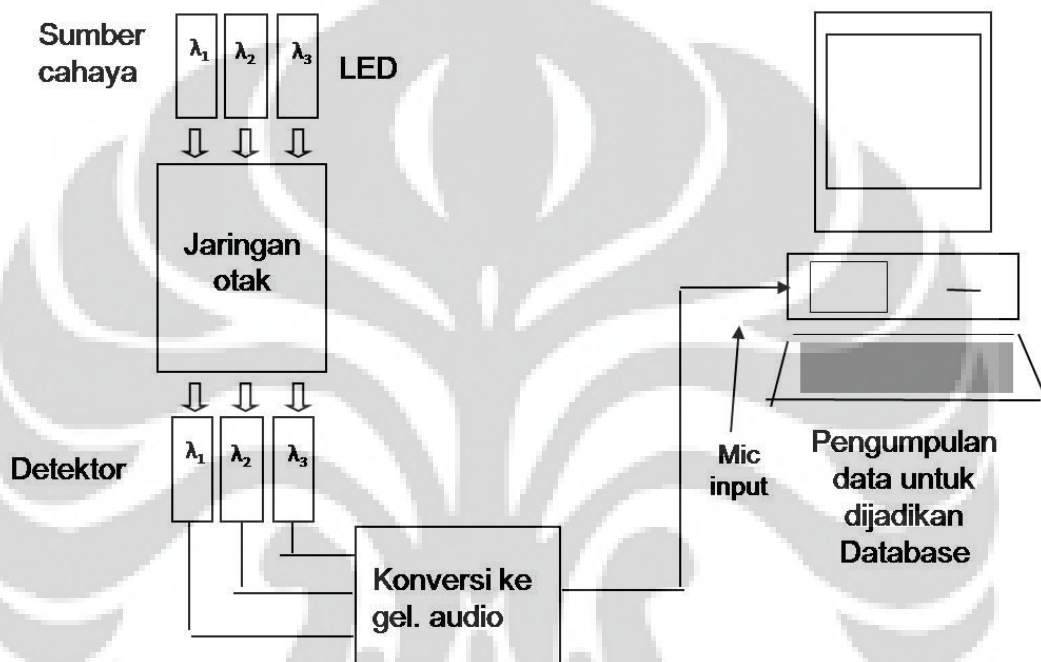 Sumber
cahaya
λ₁ λ₂ λ₃
LED
Jaringan
otak
Detektor
λ₁ λ₂ λ₃
Konversi ke
gel. audio
Mic
input
Pengumpulan
data untuk
dijadikan
Database